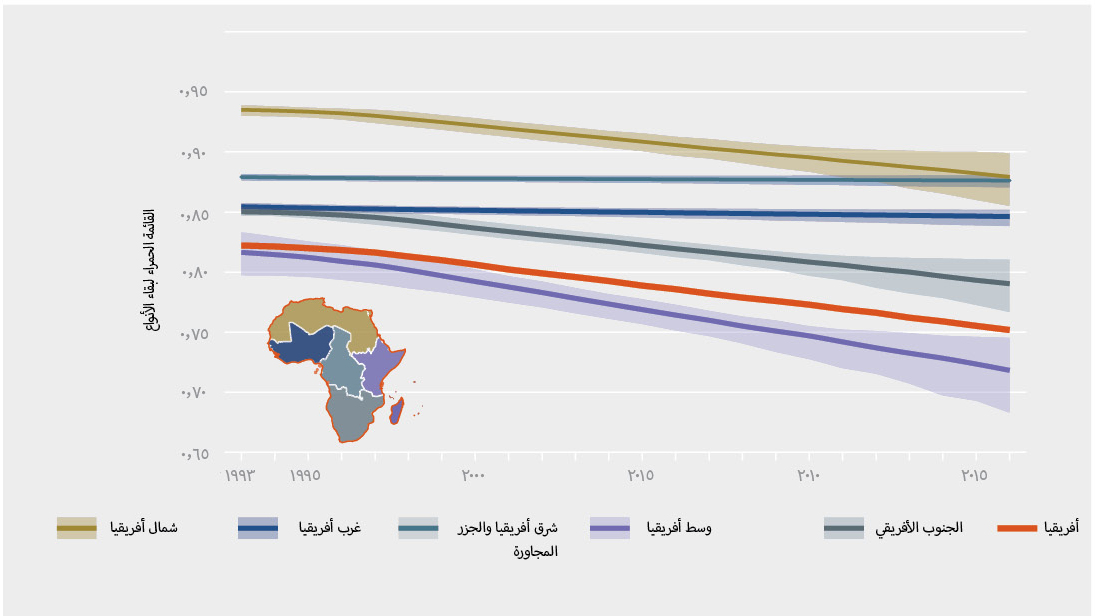 ٠,٩٥
٠,٩٠
٠,٨٥
٠,٨٠
٠,٧٥
٠,٧٠
٠,٦٥
القائمة الحمراء لبقاء الأنواع
١٩٩٣ ١٩٩٥ ٢٠٠٠ ٢٠١٥ ٢٠١٠ ٢٠١٥
أفريقيا الجنوب الأفريقي وسط أفريقيا شرق أفريقيا والجزر غرب أفريقيا شمال أفريقيا
المجاورة